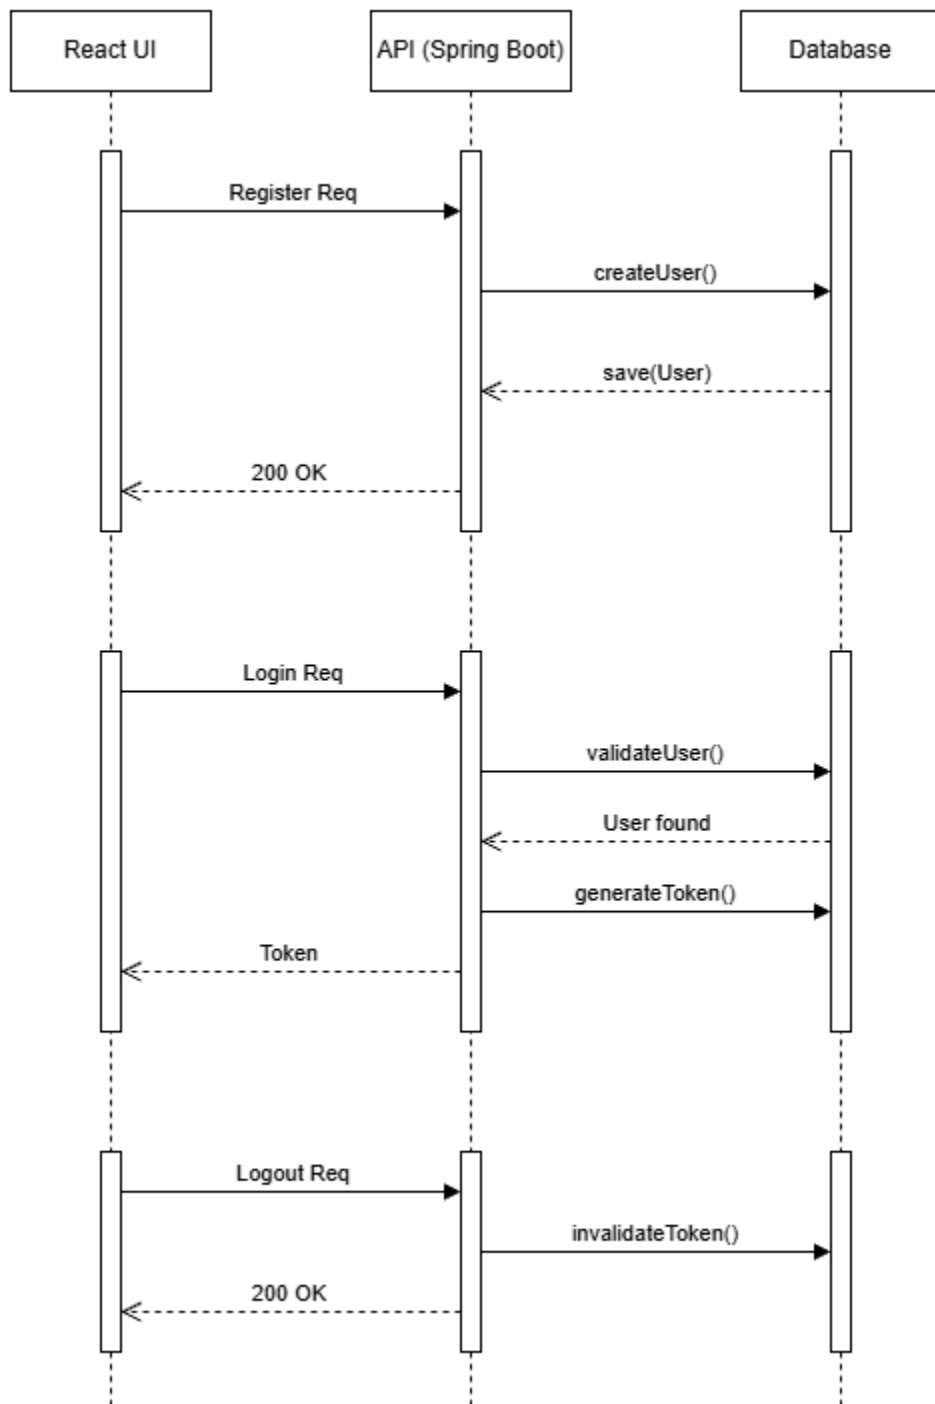 React UI
API (Spring Boot)
Database
Register Req
createUser()
save(User)
200 OK
Login Req
validateUser()
User found
generateToken()
Token
Logout Req
invalidateToken()
200 OK